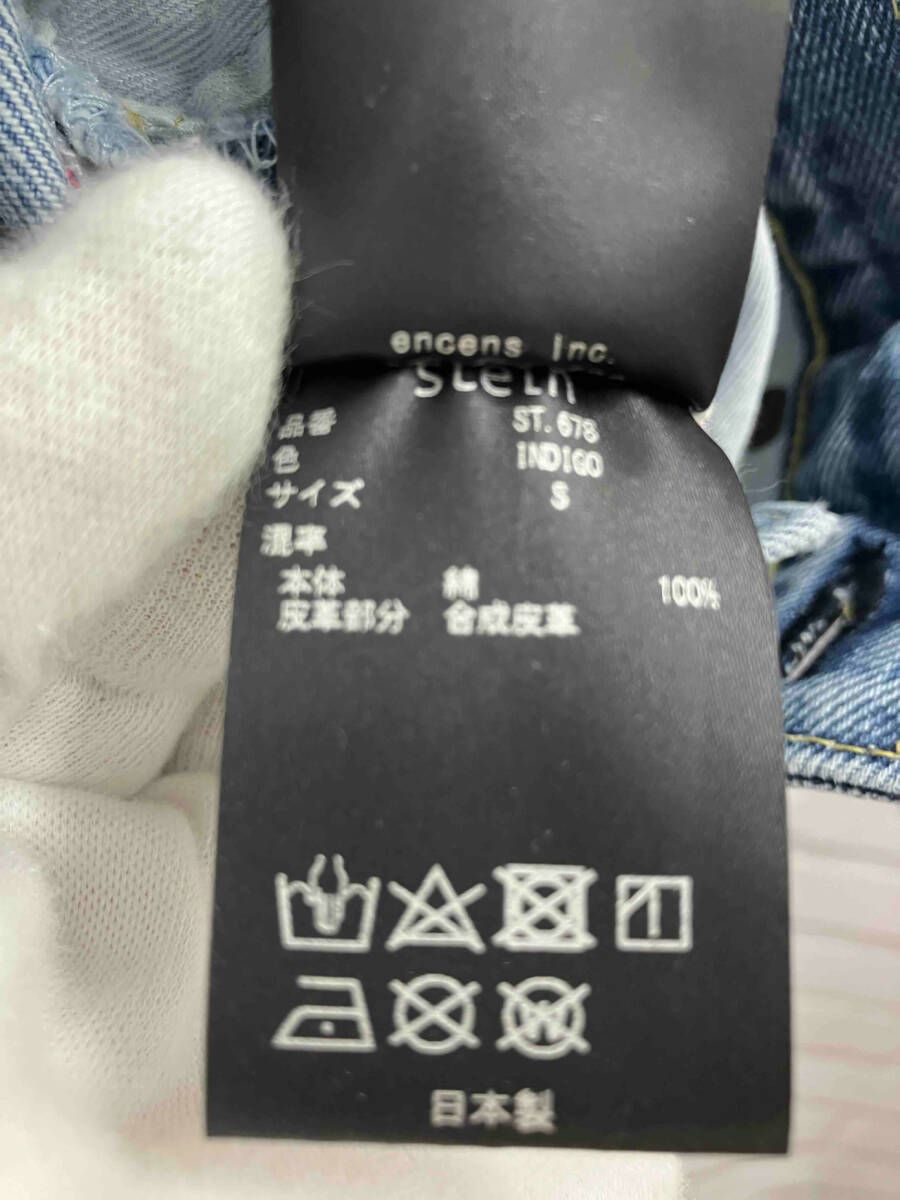 encens inc.
stein
品番 ST.678
色 INDIGO
サイズ S
混率
本体 綿 100%
皮革部分 合成皮革
W
日本製